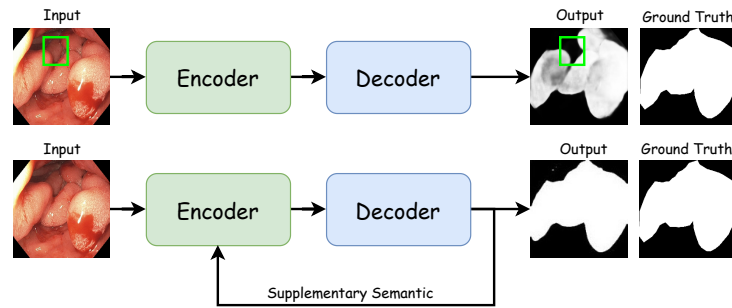 Input
Output
Ground Truth
Encoder
Decoder
Input
Output
Ground Truth
Encoder
Decoder
Supplementary Semantic